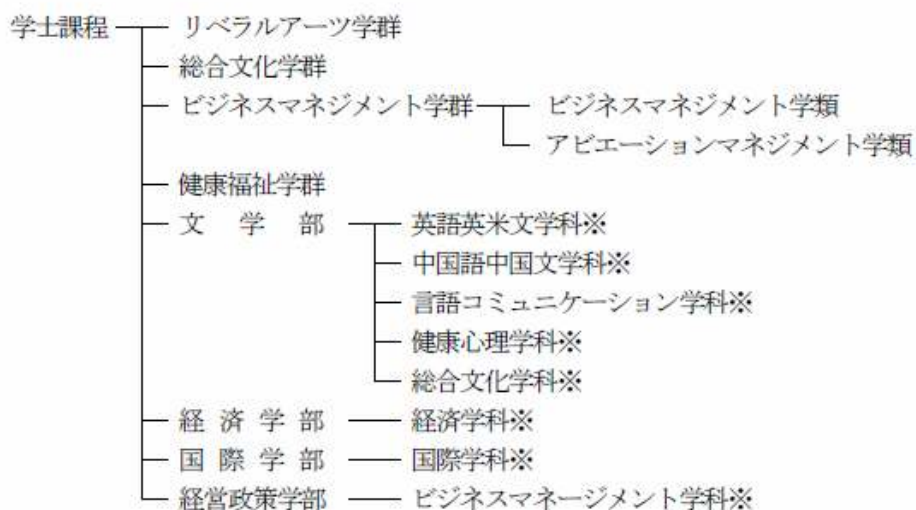 学士課程 リベラルアーツ学群
総合文化学群
ビジネスマネジメント学群 ビジネスマネジメント学類
アビエーションマネジメント学類
健康福祉学群
文学部 英語英米文学科※
中国語中国文学科※
言語コミュニケーション学科※
健康心理学科※
総合文化学科※
経済学部 経済学科※
国際学部 国際学科※
経営政策学部 ビジネスマネージメント学科※